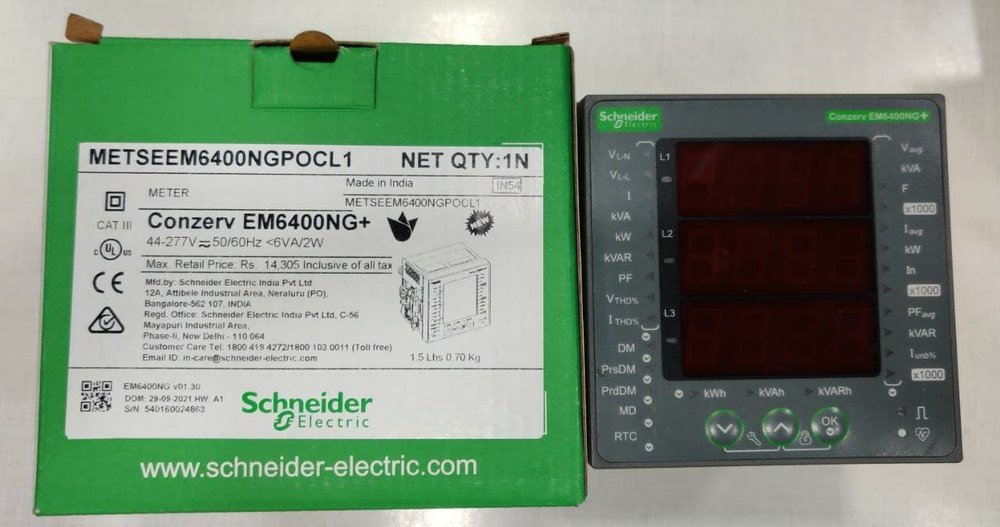 METSEEM6400NGPOCL1 NET QTY:1N
METER
Made in India
IN54
METSEEM6400NGPOCL1
CAT III
Conzerv EM6400NG+
44-277V 50/60Hz <6VA/2W
c UL us
Max. Retail Price: Rs. 14,305 Inclusive of all tax
CE
Mfd.by: Schneider Electric India Pvt Ltd
12A, Attibele Industrial Area, Neraluru (PO),
Bangalore-562 107, INDIA
Regd. Office: Schneider Electric India Pvt Ltd, C-56
Mayapuri Industrial Area,
Phase-Ii, New Delhi - 110 064
Customer Care Tel: 1800 419 4272/1800 103 0011 (Toll free)
Email ID: in-care@schneider-electric.com
1.5 Lbs 0.70 Kg
EM6400NG v01.30
DOM: 29-09-2021 HW: A1
S/N: 540160024863
Schneider
Electric
www.schneider-electric.com
Schneider
Electric
Conzerv EM6400NG+
VL-N
VL-L
I
kVA
kW
kVAR
PF
VTHD%
ITHD%
DM
PrsDM
PrdDM
MD
RTC
L1
L2
L3
Vavg
kVA
F
x1000
Iavg
kW
In
x1000
PFavg
kVAR
Iunb%
x1000
kWh kVAh kVARh
OK